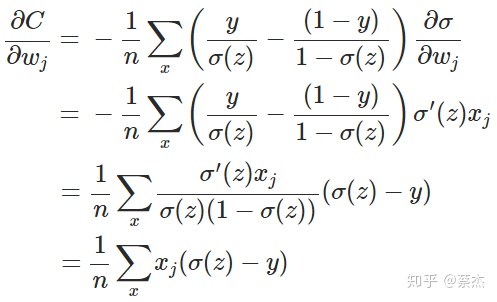 ∂C/∂w_j = −1/n ∑_x ( y/σ(z) − (1 − y)/(1 − σ(z)) ) ∂σ/∂w_j
= −1/n ∑_x ( y/σ(z) − (1 − y)/(1 − σ(z)) ) σ′(z)x_j
= 1/n ∑_x σ′(z)x_j/(σ(z)(1 − σ(z))) (σ(z) − y)
= 1/n ∑_x x_j(σ(z) − y)
知乎 @蔡杰